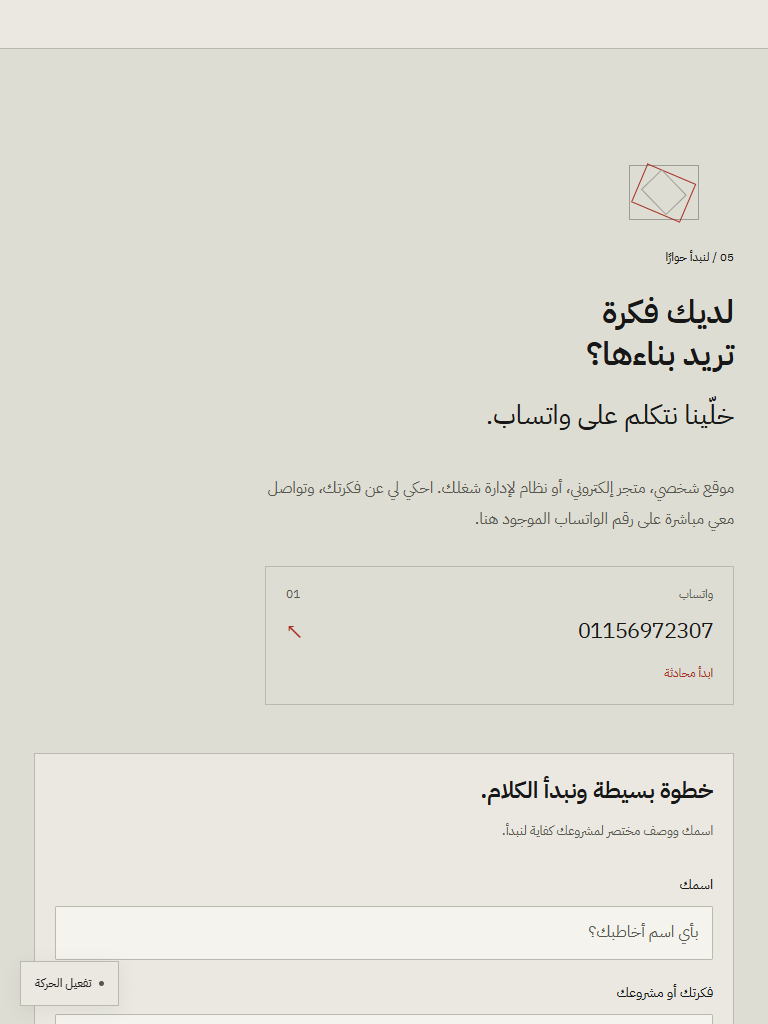 05 / لنبدأ حوارًا
لديك فكرة
تريد بناءها؟
خلّينا نتكلم على واتساب.
موقع شخصي، متجر إلكتروني، أو نظام لإدارة شغلك. احكي لي عن فكرتك، وتواصل
معي مباشرة على رقم الواتساب الموجود هنا.
واتساب 01
01156972307 ↖
ابدأ محادثة
خطوة بسيطة ونبدأ الكلام.
اسمك ووصف مختصر لمشروعك كفاية لنبدأ.
اسمك
بأي اسم أخاطبك؟
تفعيل الحركة
فكرتك أو مشروعك